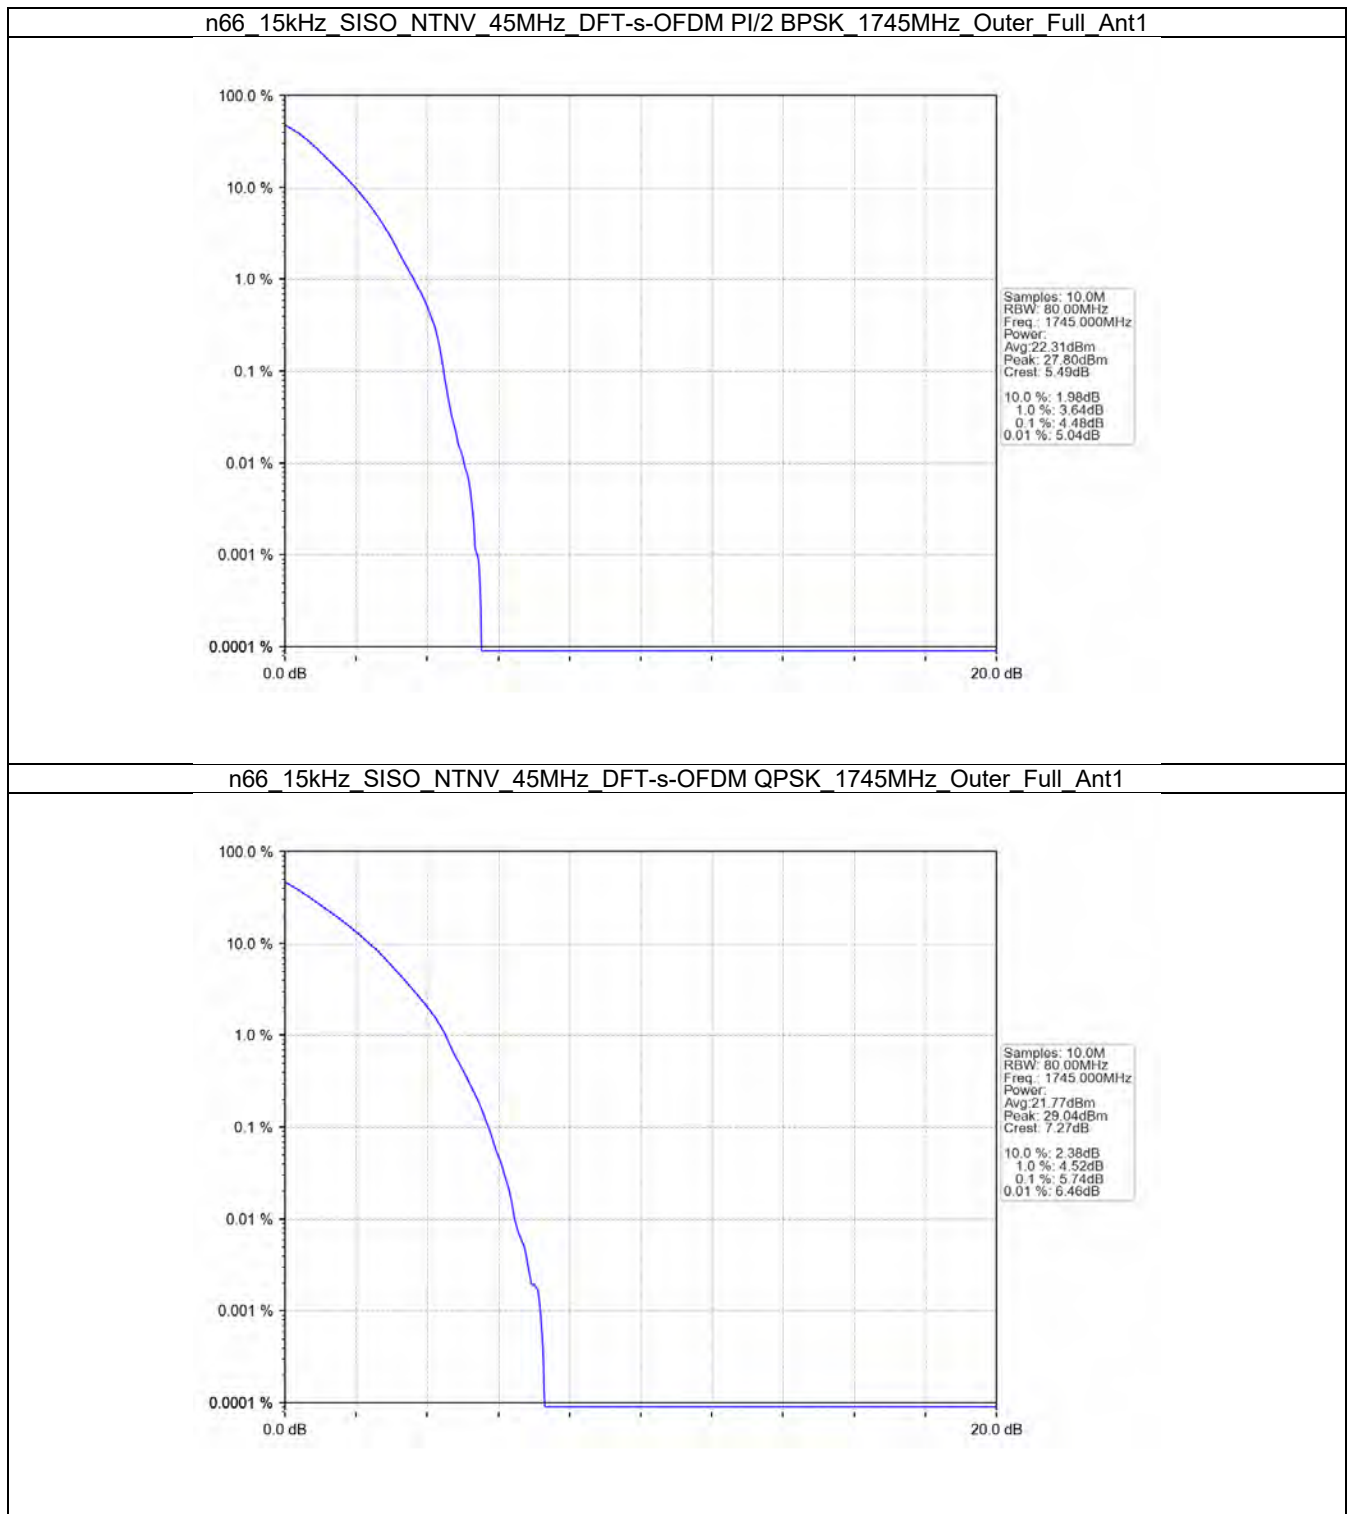 n66_15kHz_SISO_NTNV_45MHz_DFT-s-OFDM PI/2 BPSK_1745MHz_Outer_Full_Ant1
100.0 %
10.0 %
1.0 %
0.1 %
0.01 %
0.001 %
0.0001 %
0.0 dB
20.0 dB
Samples: 10.0M
RBW: 80.00MHz
Freq.: 1745.000MHz
Power:
Avg:22.31dBm
Peak: 27.80dBm
Crest: 5.49dB
10.0 %: 1.98dB
1.0 %: 3.64dB
0.1 %: 4.48dB
0.01 %: 5.04dB
n66_15kHz_SISO_NTNV_45MHz_DFT-s-OFDM QPSK_1745MHz_Outer_Full_Ant1
100.0 %
10.0 %
1.0 %
0.1 %
0.01 %
0.001 %
0.0001 %
0.0 dB
20.0 dB
Samples: 10.0M
RBW: 80.00MHz
Freq.: 1745.000MHz
Power:
Avg:21.77dBm
Peak: 29.04dBm
Crest: 7.27dB
10.0 %: 2.38dB
1.0 %: 4.52dB
0.1 %: 5.74dB
0.01 %: 6.46dB